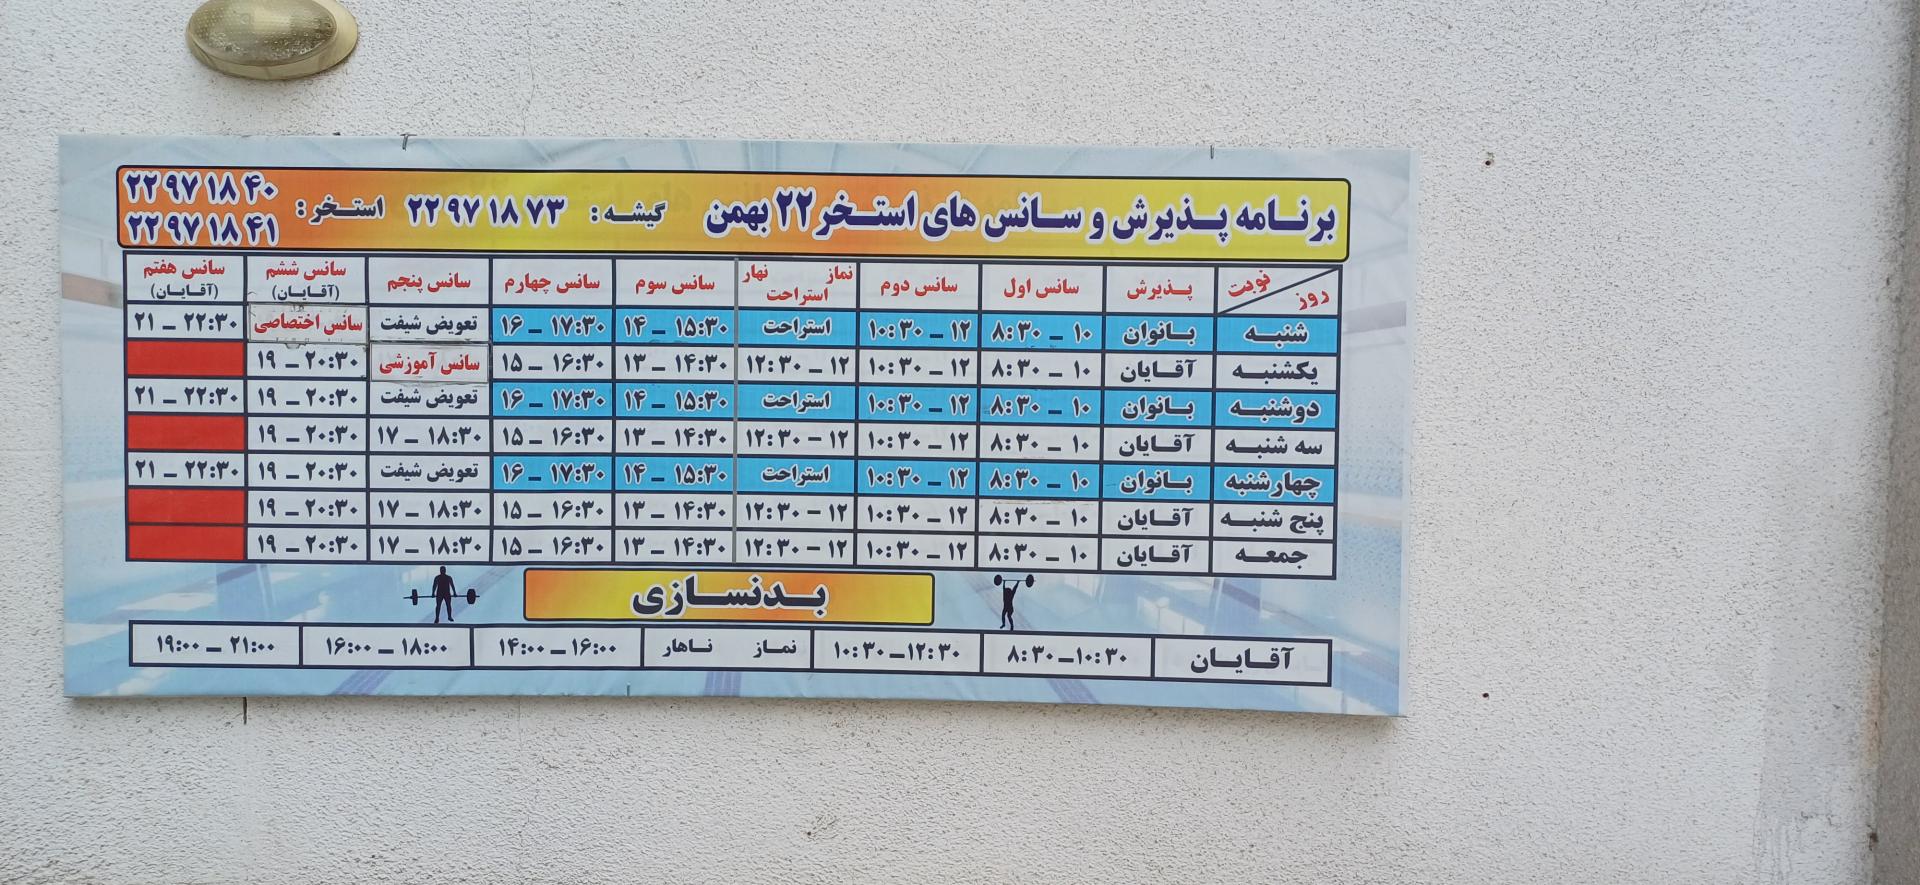 برنامه پذیرش و سانس های استخر ۲۲ بهمن گیشه : ۲۲۹۷۱۸۷۳ استخر : ۲۲۹۷۱۸۴۰
۲۲۹۷۱۸۴۱
نوبت روز پذیرش سانس اول سانس دوم نماز نهار استراحت سانس سوم سانس چهارم سانس پنجم سانس ششم (آقایان) سانس هفتم (آقایان)
شنبه بانوان ۸:۳۰ – ۱۰ ۱۰:۳۰ – ۱۲ استراحت ۱۴ – ۱۵:۳۰ ۱۶ – ۱۷:۳۰ تعویض شیفت سانس اختصاصی ۲۱ – ۲۲:۳۰
یکشنبه آقایان ۸:۳۰ – ۱۰ ۱۰:۳۰ – ۱۲ ۱۲:۳۰ – ۱۲ ۱۳ – ۱۴:۳۰ ۱۵ – ۱۶:۳۰ سانس آموزشی ۱۹ – ۲۰:۳۰
دوشنبه بانوان ۸:۳۰ – ۱۰ ۱۰:۳۰ – ۱۲ استراحت ۱۴ – ۱۵:۳۰ ۱۶ – ۱۷:۳۰ تعویض شیفت ۱۹ – ۲۰:۳۰ ۲۱ – ۲۲:۳۰
سه شنبه آقایان ۸:۳۰ – ۱۰ ۱۰:۳۰ – ۱۲ ۱۲:۳۰ – ۱۲ ۱۳ – ۱۴:۳۰ ۱۵ – ۱۶:۳۰ ۱۷ – ۱۸:۳۰ ۱۹ – ۲۰:۳۰
چهارشنبه بانوان ۸:۳۰ – ۱۰ ۱۰:۳۰ – ۱۲ استراحت ۱۴ – ۱۵:۳۰ ۱۶ – ۱۷:۳۰ تعویض شیفت ۱۹ – ۲۰:۳۰ ۲۱ – ۲۲:۳۰
پنج شنبه آقایان ۸:۳۰ – ۱۰ ۱۰:۳۰ – ۱۲ ۱۲:۳۰ – ۱۲ ۱۳ – ۱۴:۳۰ ۱۵ – ۱۶:۳۰ ۱۷ – ۱۸:۳۰ ۱۹ – ۲۰:۳۰
جمعه آقایان ۸:۳۰ – ۱۰ ۱۰:۳۰ – ۱۲ ۱۲:۳۰ – ۱۲ ۱۳ – ۱۴:۳۰ ۱۵ – ۱۶:۳۰ ۱۷ – ۱۸:۳۰ ۱۹ – ۲۰:۳۰
بدنسازی
آقایان ۸:۳۰–۱۰:۳۰ ۱۰:۳۰–۱۲:۳۰ نماز ناهار ۱۴:۰۰–۱۶:۰۰ ۱۶:۰۰–۱۸:۰۰ ۱۹:۰۰–۲۱:۰۰